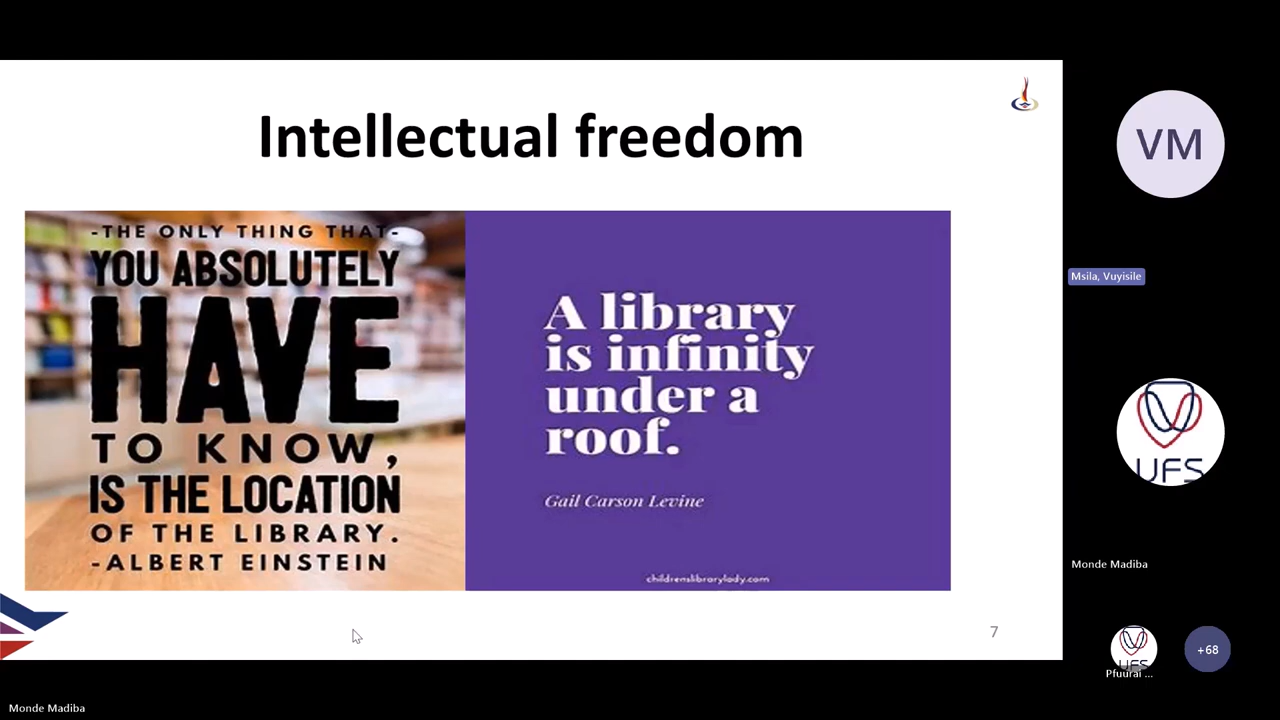 Intellectual freedom
-THE ONLY THING THAT-
YOU ABSOLUTELY
HAVE
TO KNOW,
IS THE LOCATION
OF THE LIBRARY.
-ALBERT EINSTEIN
A library
is infinity
under a
roof.
Gail Carson Levine
childrenslibrarylady.com
7
VM
Msila, Vuyisile
UFS
Monde Madiba
UFS
+68
Pfuurai ...
Monde Madiba